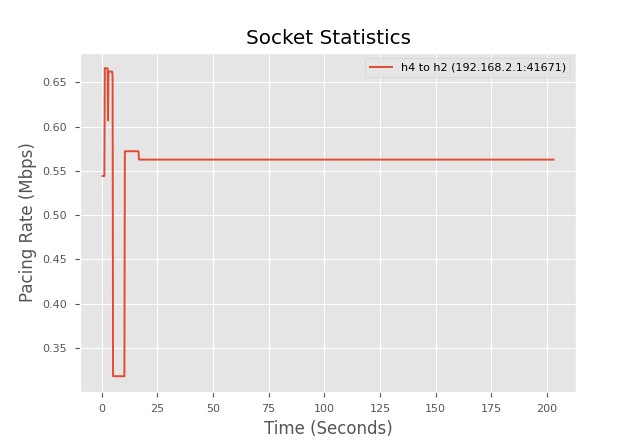 Socket Statistics
h4 to h2 (192.168.2.1:41671)
Pacing Rate (Mbps)
0.65
0.60
0.55
0.50
0.45
0.40
0.35
0 25 50 75 100 125 150 175 200
Time (Seconds)